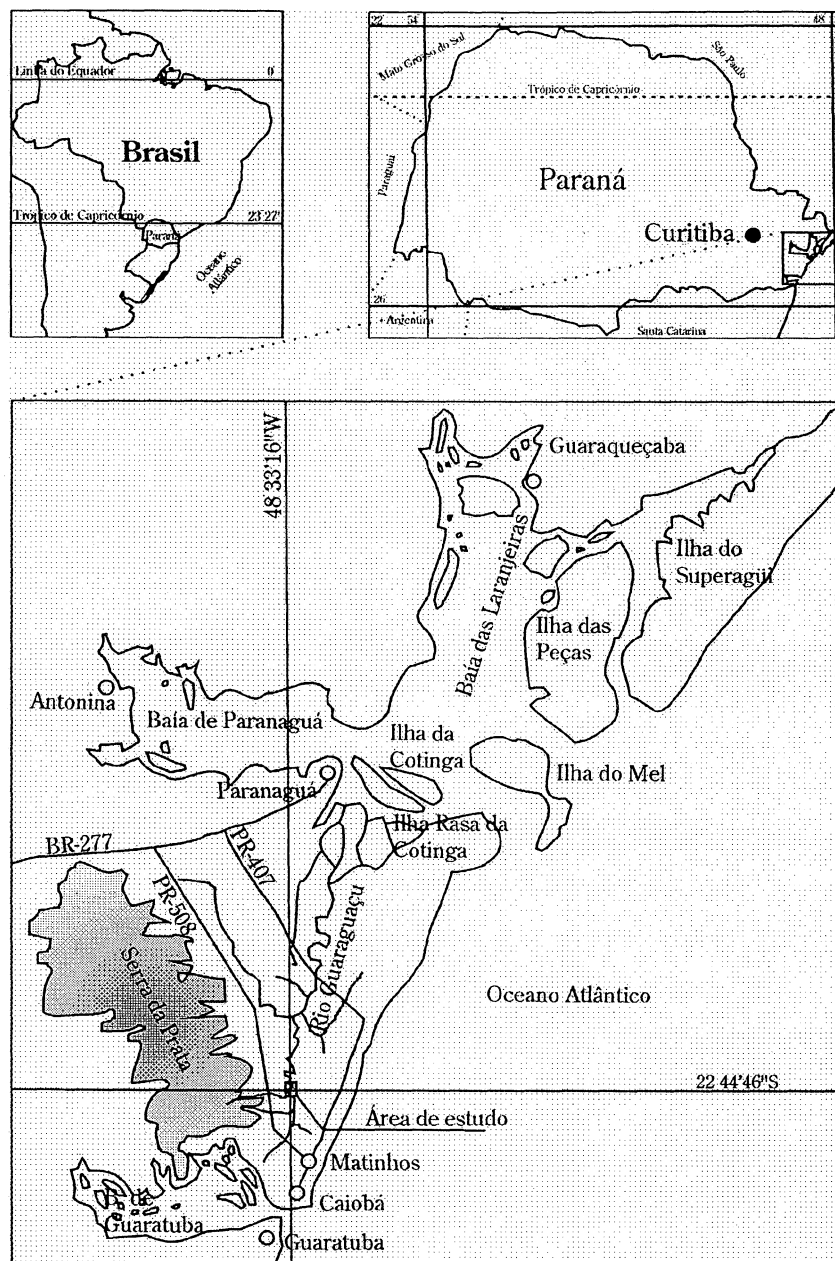 Linha do Equador
0
Brasil
Trópico de Capricórnio
23°27'
Paraná
Oceano
Atlântico
22
54
48
Mato Grosso do Sul
São Paulo
Trópico de Capricórnio
Paraguai
Paraná
Curitiba
26
Argentina
Santa Catarina
48 33'16"W
Guaraqueçaba
Baía das Laranjeiras
Ilha do
Superagüi
Ilha das
Peças
Antonina
Baía de Paranaguá
Ilha da
Cotinga
Ilha do Mel
Paranaguá
Ilha Rasa da
Cotinga
BR-277
PR-407
PR-508
Rio Guaraguaçu
Serra da Prata
Oceano Atlântico
22 44'46"S
Área de estudo
Matinhos
Caiobá
B. de
Guaratuba
Guaratuba